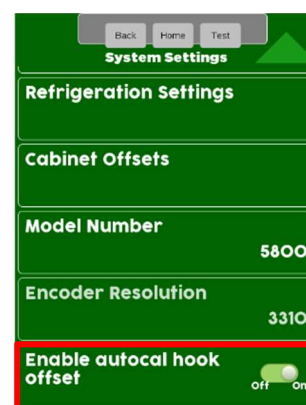 Back Home Test
System Settings
Refrigeration Settings
Cabinet Offsets
Model Number
5800
Encoder Resolution
3310
Enable autocal hook
offset
Off On